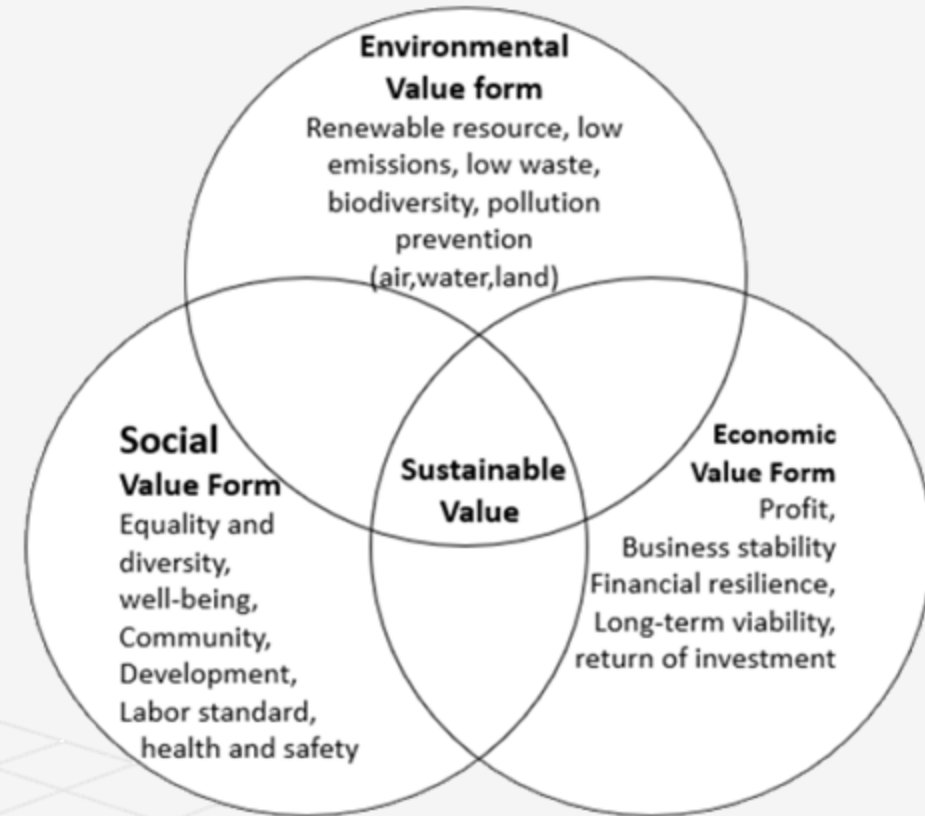 Environmental
Value form
Renewable resource, low
emissions, low waste,
biodiversity, pollution
prevention
(air,water,land)
Social
Value Form
Equality and
diversity,
well-being,
Community,
Development,
Labor standard,
health and safety
Sustainable
Value
Economic
Value Form
Profit,
Business stability
Financial resilience,
Long-term viability,
return of investment